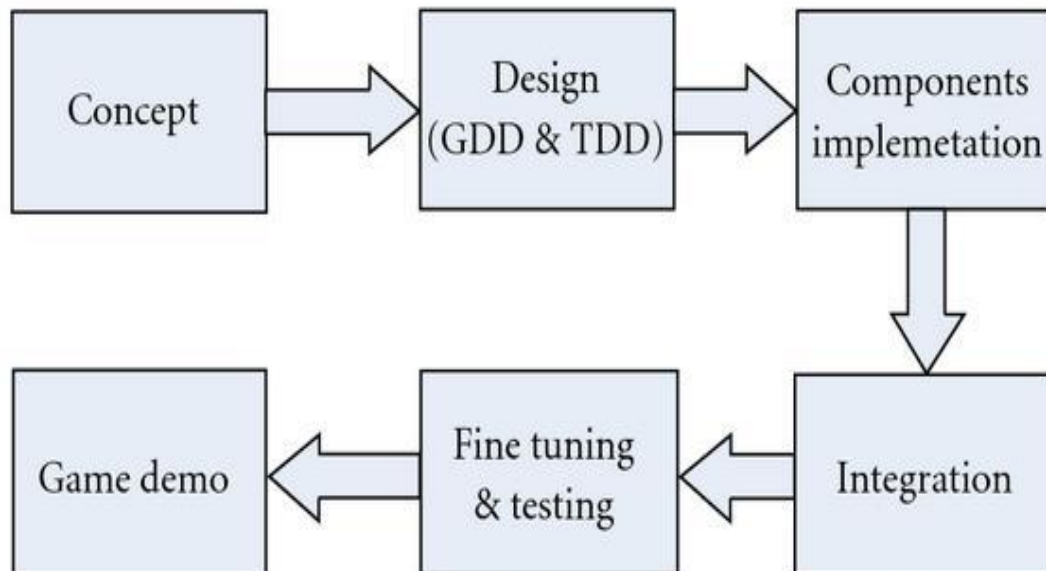 Concept
Design
(GDD & TDD)
Components
implemetation
Integration
Fine tuning
& testing
Game demo